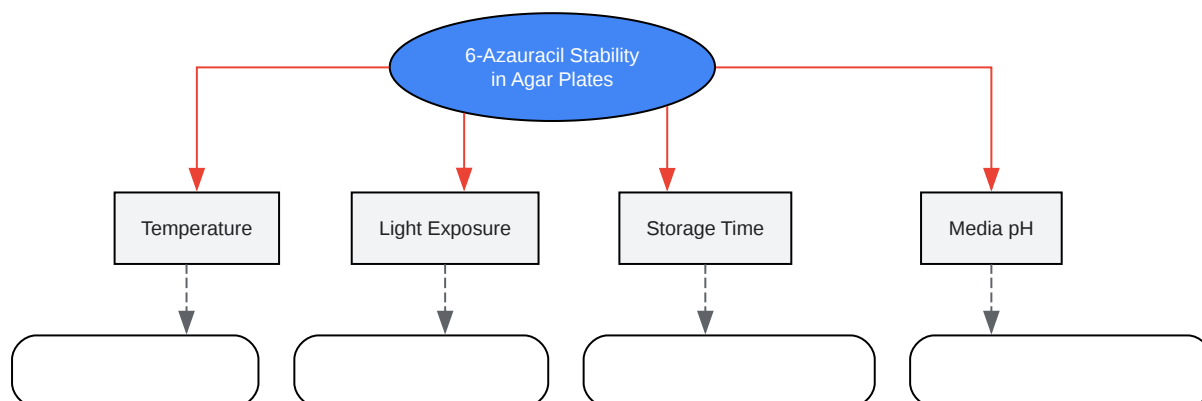 6-Azauracil Stability
in Agar Plates
Temperature
Light Exposure
Storage Time
Media pH